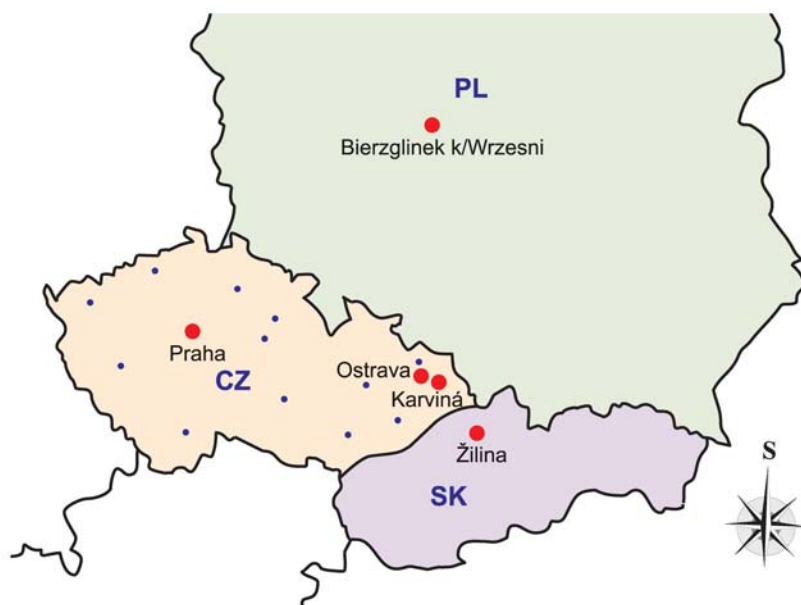 PL
Bierzglinek k/Wrzesni
Praha
CZ
Ostrava
Karviná
Žilina
S
SK